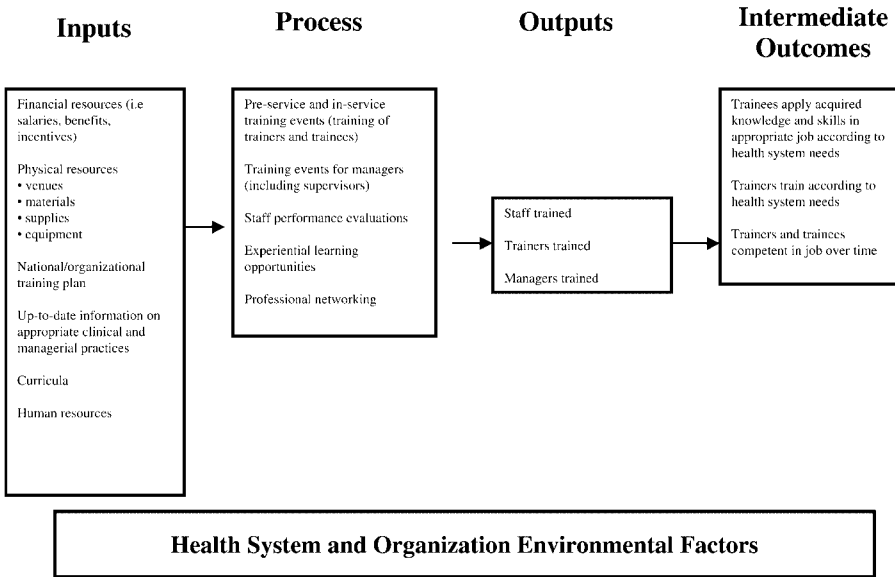 Inputs
Process
Outputs
Intermediate
Outcomes
Financial resources (i.e
salaries, benefits,
incentives)
Physical resources
• venues
• materials
• supplies
• equipment
National/organizational
training plan
Up-to-date information on
appropriate clinical and
managerial practices
Curricula
Human resources
Pre-service and in-service
training events (training of
trainers and trainees)
Training events for managers
(including supervisors)
Staff performance evaluations
Experiential learning
opportunities
Professional networking
Staff trained
Trainers trained
Managers trained
Trainees apply acquired
knowledge and skills in
appropriate job according to
health system needs
Trainers train according to
health system needs
Trainers and trainees
competent in job over time
Health System and Organization Environmental Factors